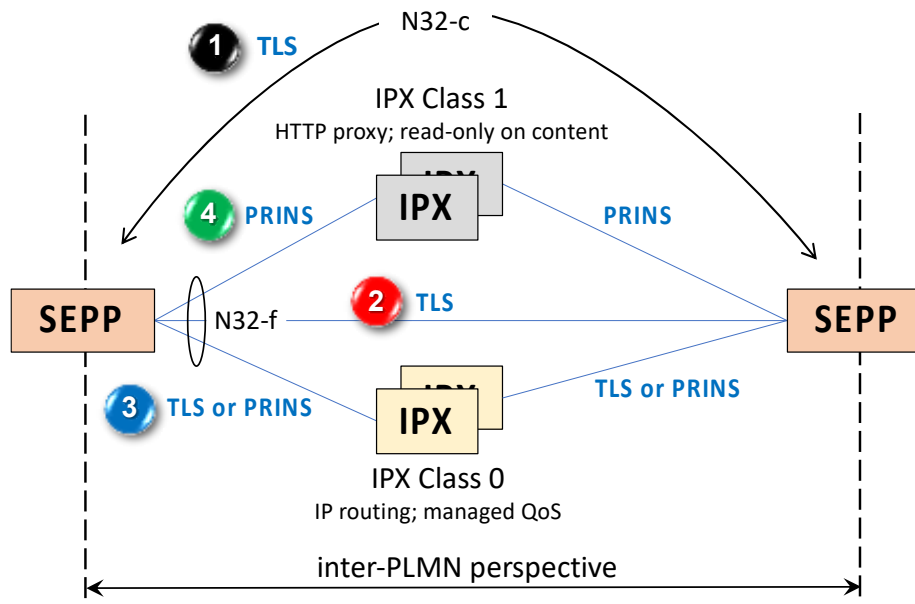 N32-c
1 TLS
IPX Class 1
HTTP proxy; read-only on content
IPX
IPX
4 PRINS
PRINS
SEPP
N32-f
2 TLS
SEPP
3 TLS or PRINS
TLS or PRINS
IPX
IPX
IPX Class 0
IP routing; managed QoS
inter-PLMN perspective